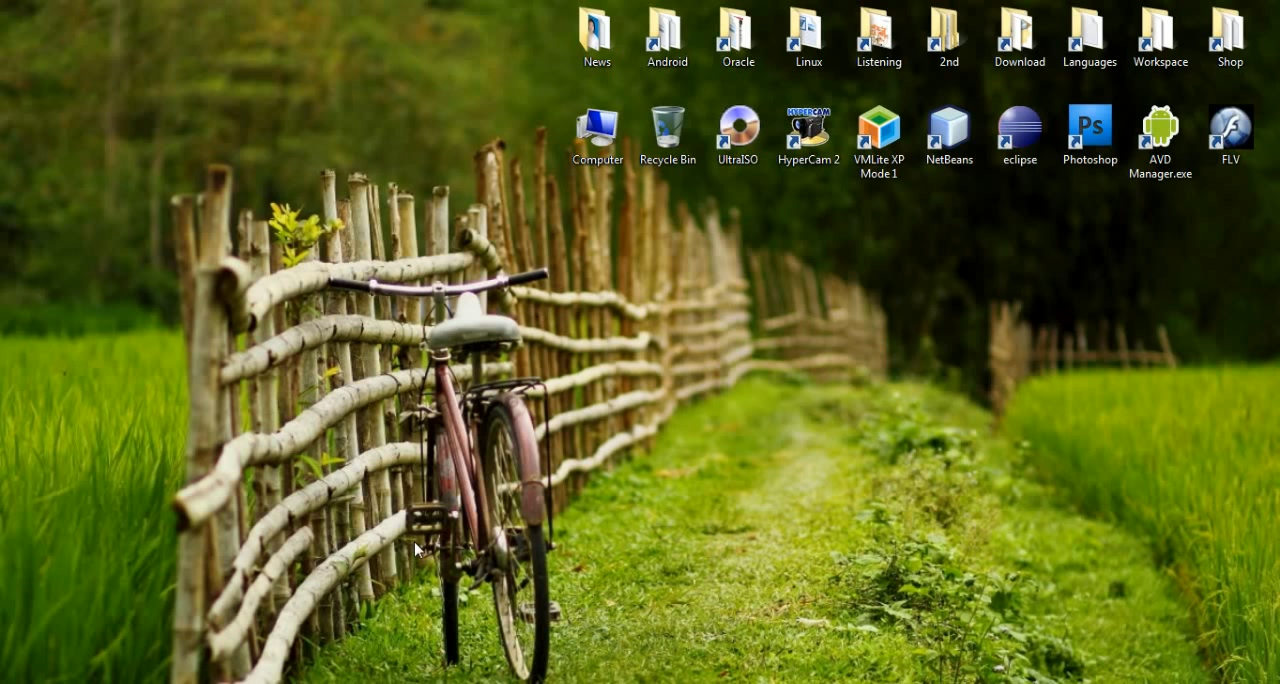 News
Android
Oracle
Linux
Listening
2nd
Download
Languages
Workspace
Shop
HYPERCAM
Ps
Computer
Recycle Bin
UltraISO
HyperCam 2
VMLite XP
Mode 1
NetBeans
eclipse
Photoshop
AVD
Manager.exe
FLV